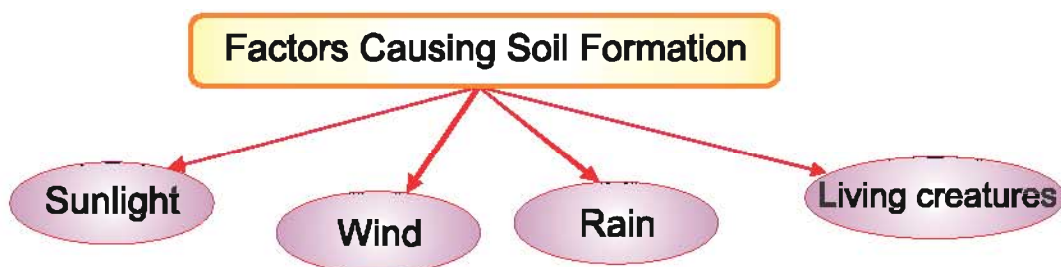 Factors Causing Soil Formation
Sunlight
Wind
Rain
Living creatures